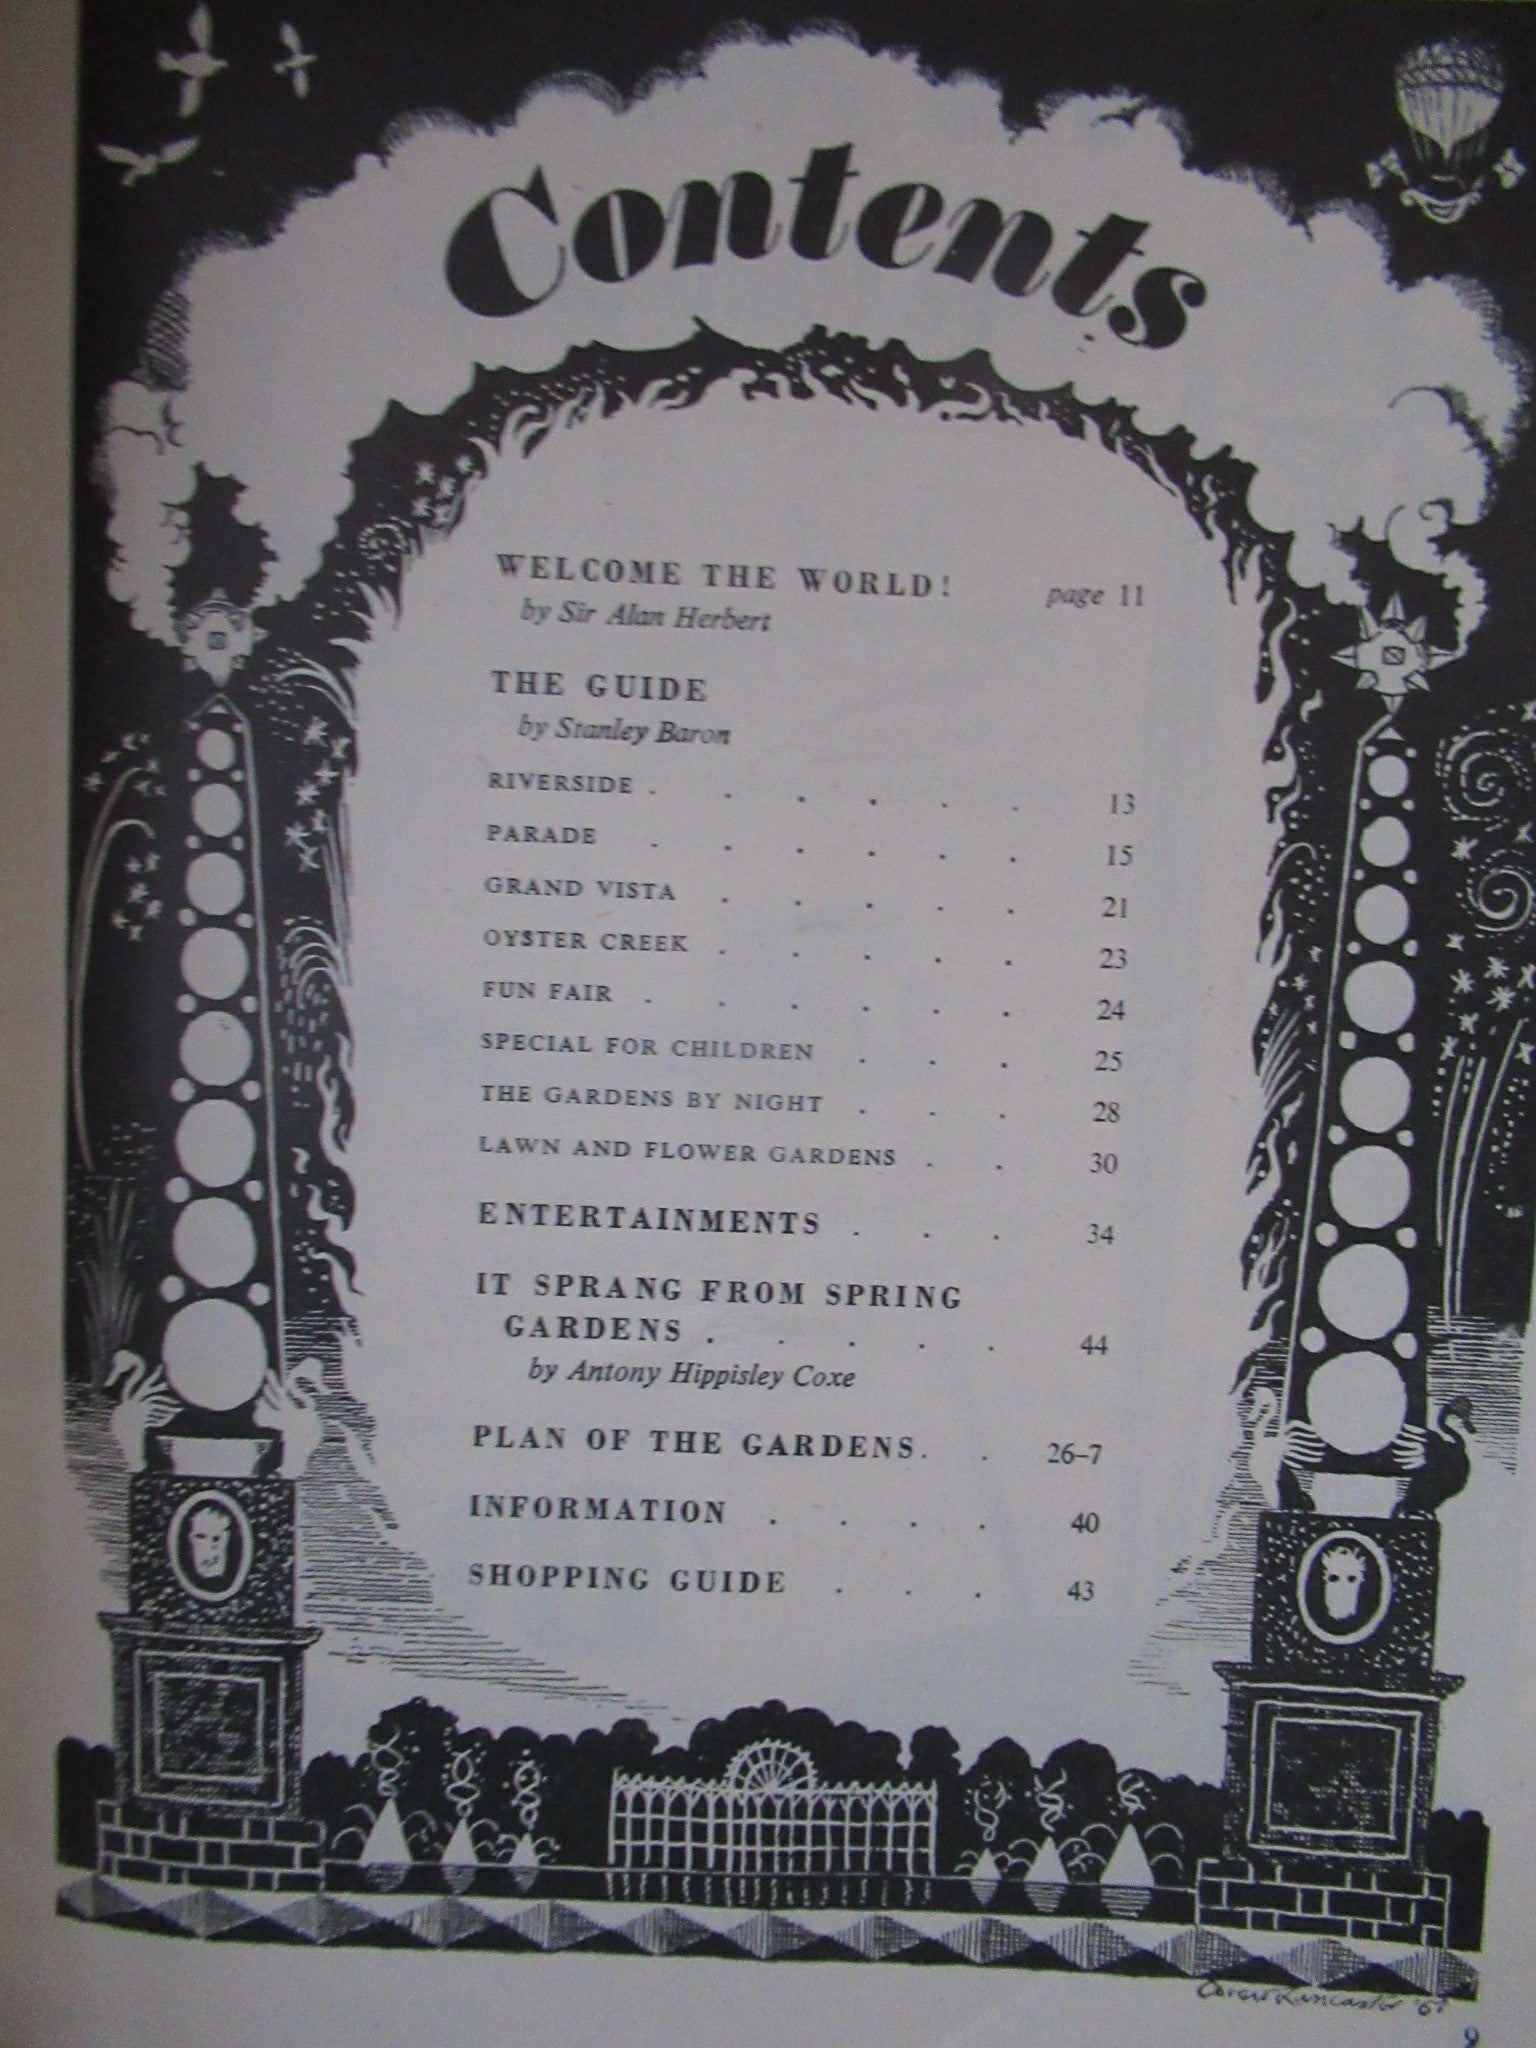 Contents
WELCOME THE WORLD! page 11
by Sir Alan Herbert
THE GUIDE
by Stanley Baron
RIVERSIDE . . . . . . 13
PARADE . . . . . . 15
GRAND VISTA . . . . . 21
OYSTER CREEK . . . . . 23
FUN FAIR . . . . . . 24
SPECIAL FOR CHILDREN . . . 25
THE GARDENS BY NIGHT . . . 28
LAWN AND FLOWER GARDENS . . 30
ENTERTAINMENTS . . . 34
IT SPRANG FROM SPRING
GARDENS . . . . . 44
by Antony Hippisley Coxe
PLAN OF THE GARDENS . . 26–7
INFORMATION . . . . 40
SHOPPING GUIDE . . . 43
Lancaster
9